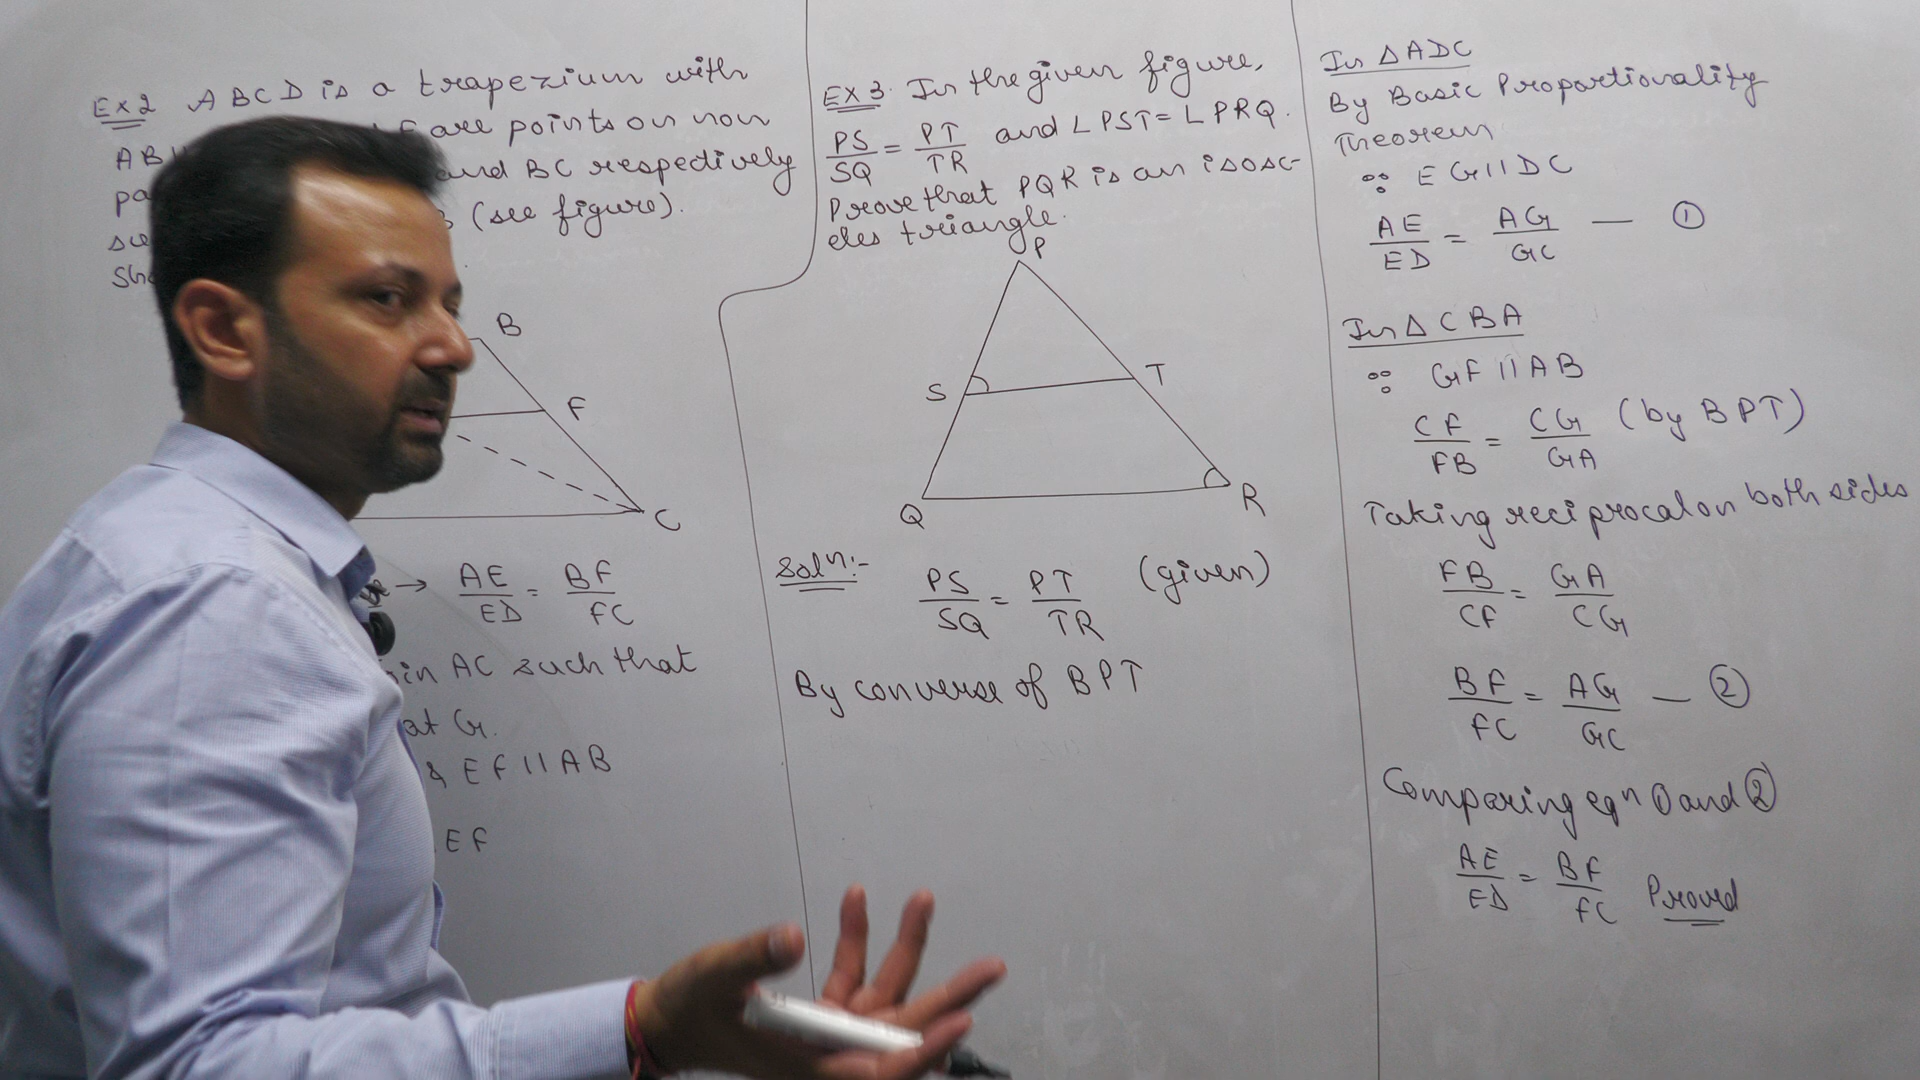 Ex 2 ABCD is a trapezium with
AB || are points on non
pa and BC respectively
(see figure).
B
F
C
→ AE/ED = BF/FC
in AC such that
at G.
& EF || AB
EF
EX 3. In the given figure,
PS/SQ = PT/TR and ∠PST = ∠PRQ.
Prove that PQR is an isosc-
eles triangle.
P
S
T
Q
R
Solⁿ:-
PS/SQ = PT/TR (given)
By converse of BPT
In △ADC
By Basic Proportionality
Theorem
∵ EG || DC
AE/ED = AG/GC — ①
In △CBA
∵ GF || AB
CF/FB = CG/GA (by BPT)
Taking reciprocal on both sides
FB/CF = GA/CG
BF/FC = AG/GC — ②
Comparing eqⁿ ① and ②
AE/ED = BF/FC Proved